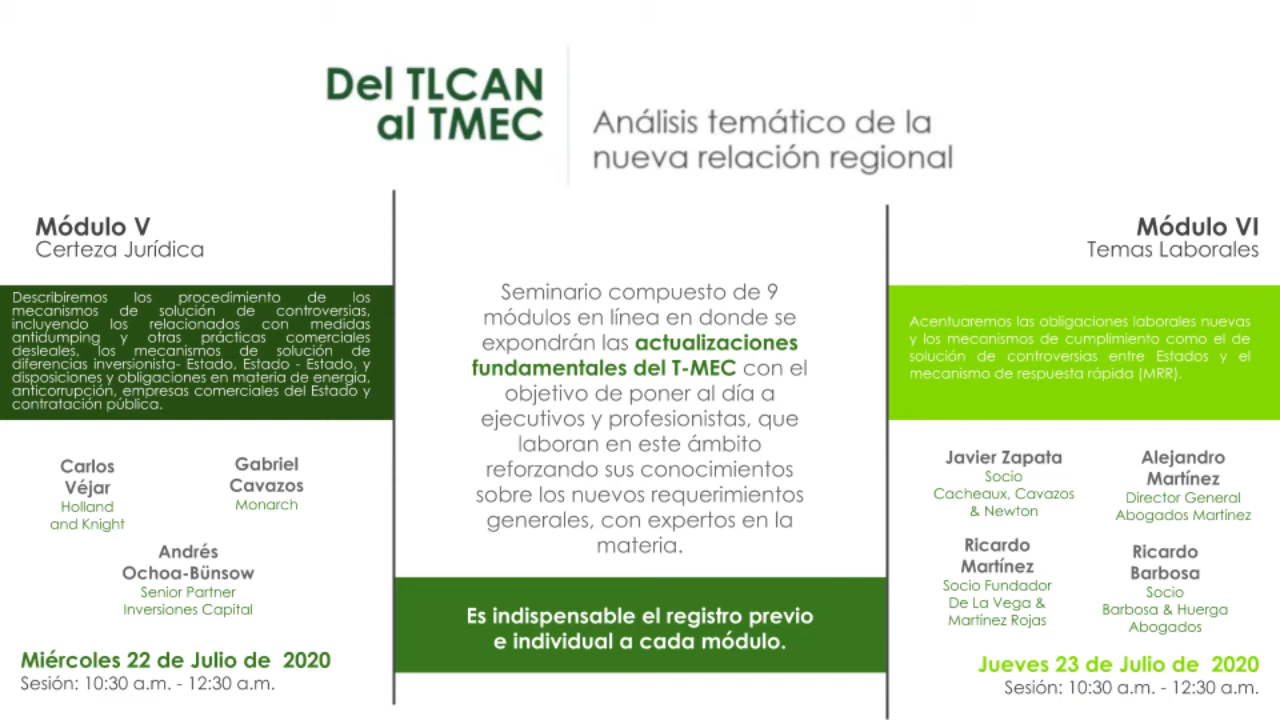 Del TLCAN
al TMEC
Análisis temático de la
nueva relación regional
Módulo V
Certeza Jurídica
Describiremos los procedimiento de los
mecanismos de solución de controversias,
incluyendo los relacionados con medidas
antidumping y otras prácticas comerciales
desleales, los mecanismos de solución de
diferencias inversionista- Estado, Estado - Estado, y
disposiciones y obligaciones en materia de energía,
anticorrupción, empresas comerciales del Estado y
contratación pública.
Carlos
Véjar
Holland
and Knight
Gabriel
Cavazos
Monarch
Andrés
Ochoa-Bünsow
Senior Partner
Inversiones Capital
Miércoles 22 de Julio de 2020
Sesión: 10:30 a.m. - 12:30 a.m.
Seminario compuesto de 9
módulos en línea en donde se
expondrán las actualizaciones
fundamentales del T-MEC con el
objetivo de poner al día a
ejecutivos y profesionistas, que
laboran en este ámbito
reforzando sus conocimientos
sobre los nuevos requerimientos
generales, con expertos en la
materia.
Es indispensable el registro previo
e individual a cada módulo.
Módulo VI
Temas Laborales
Acentuaremos las obligaciones laborales nuevas
y los mecanismos de cumplimiento como el de
solución de controversias entre Estados y el
mecanismo de respuesta rápida (MRR).
Javier Zapata
Socio
Cacheaux, Cavazos
& Newton
Alejandro
Martínez
Director General
Abogados Martínez
Ricardo
Martínez
Socio Fundador
De La Vega &
Martínez Rojas
Ricardo
Barbosa
Socio
Barbosa & Huerga
Abogados
Jueves 23 de Julio de 2020
Sesión: 10:30 a.m. - 12:30 a.m.